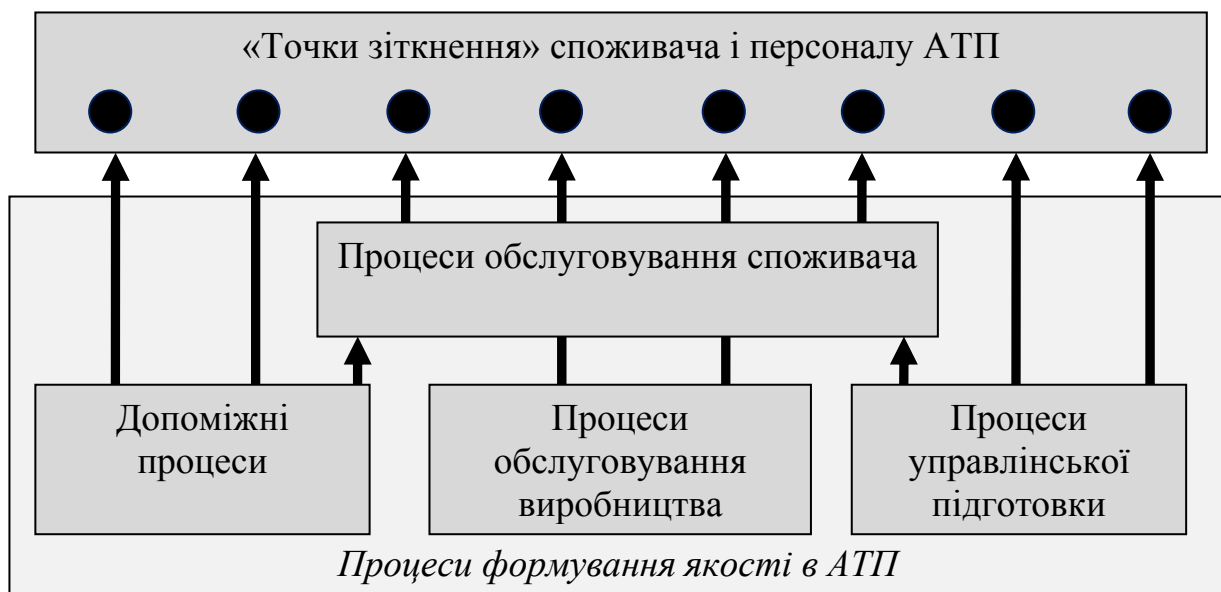 «Точки зіткнення» споживача і персоналу АТП
Процеси обслуговування споживача
Допоміжні
процеси
Процеси
обслуговування
виробництва
Процеси
управлінської
підготовки
Процеси формування якості в АТП